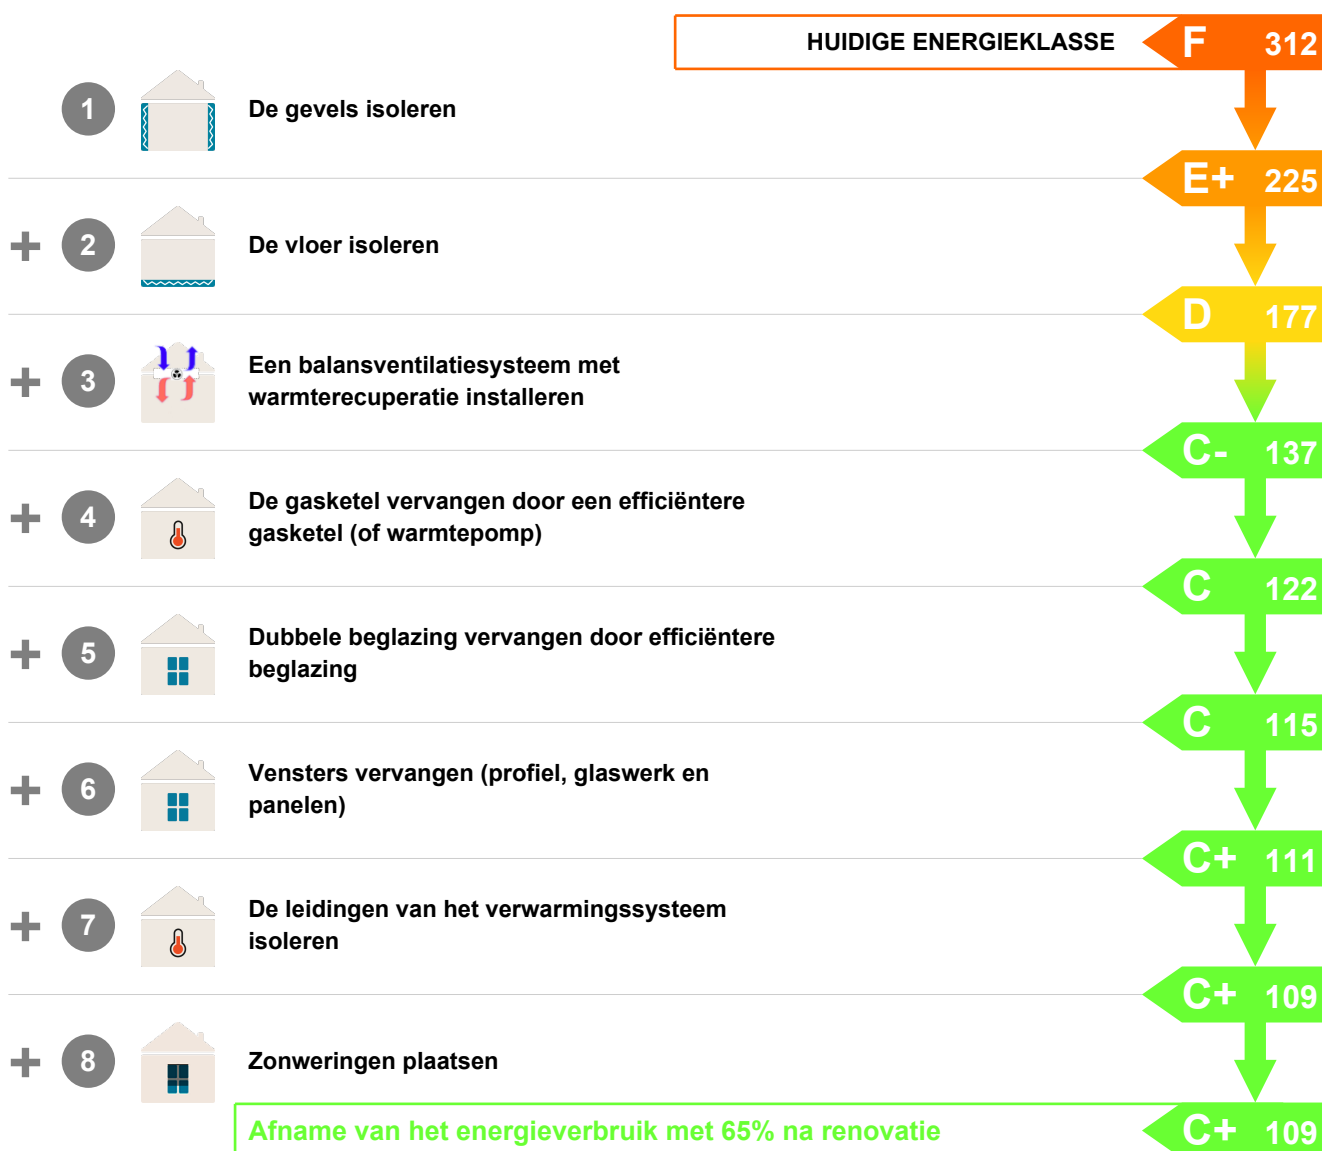 HUIDIGE ENERGIEKLASSE F 312
1 De gevels isoleren
E+ 225
+ 2 De vloer isoleren
D 177
+ 3 Een balansventilatiesysteem met
warmterecuperatie installeren
C- 137
+ 4 De gasketel vervangen door een efficiëntere
gasketel (of warmtepomp)
C 122
+ 5 Dubbele beglazing vervangen door efficiëntere
beglazing
C 115
+ 6 Vensters vervangen (profiel, glaswerk en
panelen)
C+ 111
+ 7 De leidingen van het verwarmingssysteem
isoleren
C+ 109
+ 8 Zonweringen plaatsen
Afname van het energieverbruik met 65% na renovatie C+ 109